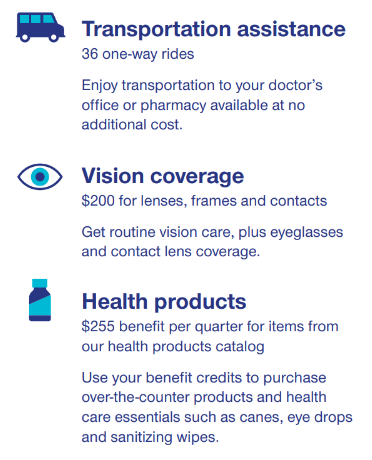 Transportation assistance
36 one-way rides
Enjoy transportation to your doctor's
office or pharmacy available at no
additional cost.
Vision coverage
$200 for lenses, frames and contacts
Get routine vision care, plus eyeglasses
and contact lens coverage.
Health products
$255 benefit per quarter for items from
our health products catalog
Use your benefit credits to purchase
over-the-counter products and health
care essentials such as canes, eye drops
and sanitizing wipes.